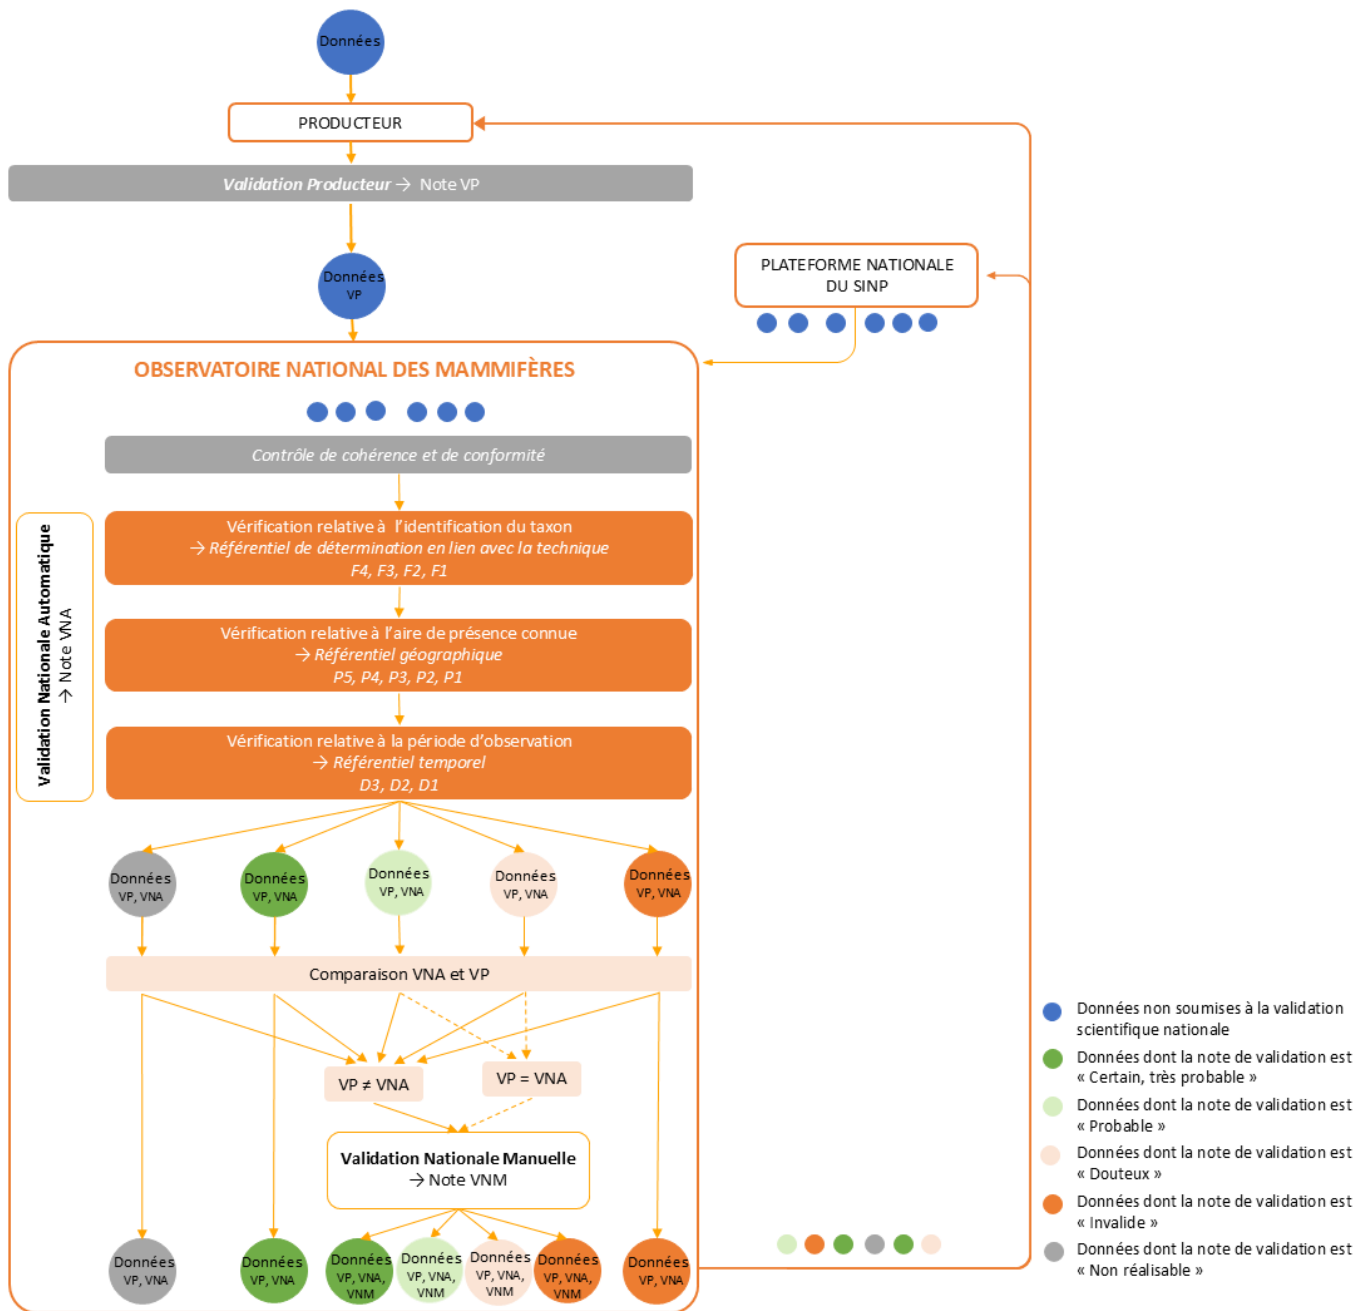 Données
PRODUCTEUR
Validation Producteur → Note VP
Données
VP
PLATEFORME NATIONALE
DU SINP
OBSERVATOIRE NATIONAL DES MAMMIFÈRES
Contrôle de cohérence et de conformité
Validation Nationale Automatique
→ Note VNA
Vérification relative à l’identification du taxon
→ Référentiel de détermination en lien avec la technique
F4, F3, F2, F1
Vérification relative à l’aire de présence connue
→ Référentiel géographique
P5, P4, P3, P2, P1
Vérification relative à la période d’observation
→ Référentiel temporel
D3, D2, D1
Données
VP, VNA
Données
VP, VNA
Données
VP, VNA
Données
VP, VNA
Données
VP, VNA
Comparaison VNA et VP
VP ≠ VNA
VP = VNA
Validation Nationale Manuelle
→ Note VNM
Données
VP, VNA
Données
VP, VNA
Données
VP, VNA,
VNM
Données
VP, VNA,
VNM
Données
VP, VNA,
VNM
Données
VP, VNA,
VNM
Données
VP, VNA
Données non soumises à la validation
scientifique nationale
Données dont la note de validation est
« Certain, très probable »
Données dont la note de validation est
« Probable »
Données dont la note de validation est
« Douteux »
Données dont la note de validation est
« Invalide »
Données dont la note de validation est
« Non réalisable »